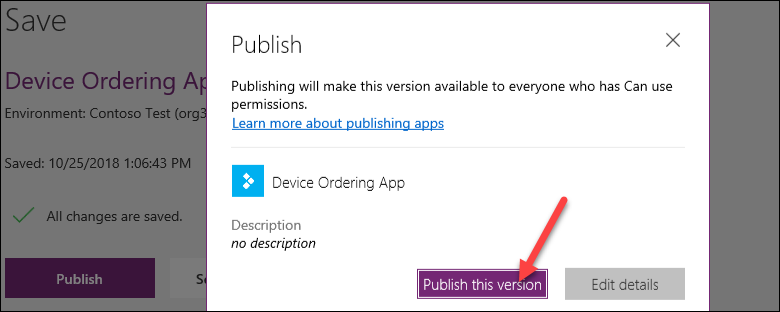 Save
Device Ordering Ap
Environment: Contoso Test (org3
Saved: 10/25/2018 1:06:43 PM
All changes are saved.
Publish
Publish
Publishing will make this version available to everyone who has Can use
permissions.
Learn more about publishing apps
Device Ordering App
Description
no description
Publish this version
Edit details